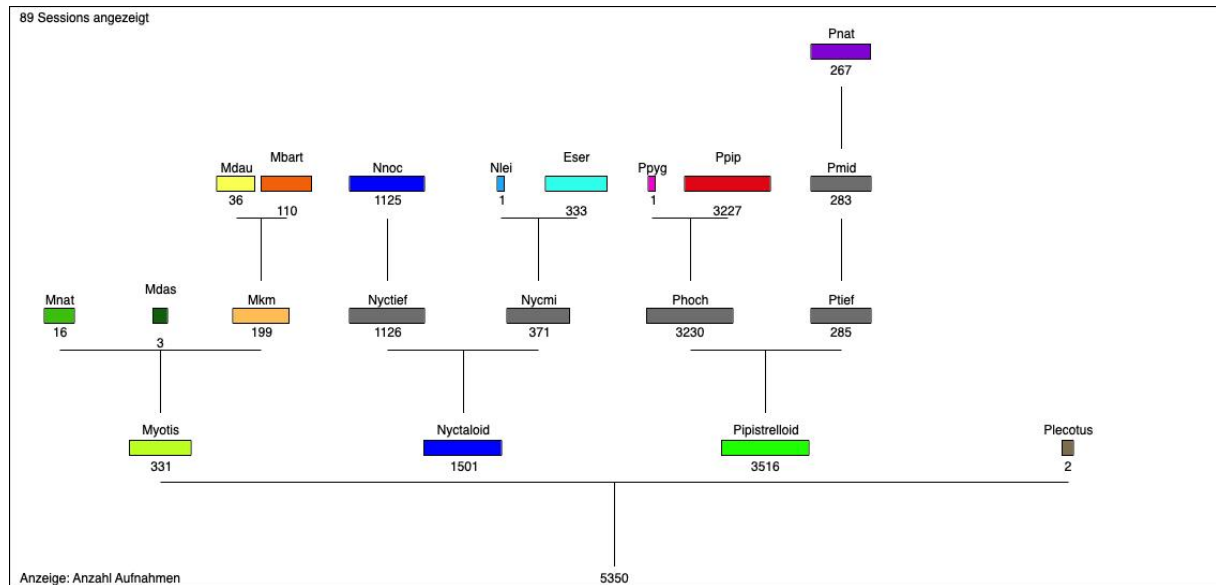 89 Sessions angezeigt
Pnat
267
Mdau Mbart Nnoc Nlei Eser Ppyg Ppip Pmid
36 110 1125 1 333 1 3227 283
Mnat Mdas Mkm Nyctief Nycmi Phoch Ptief
16 3 199 1126 371 3230 285
Myotis Nyctaloid Pipistrelloid Plecotus
331 1501 3516 2
Anzeige: Anzahl Aufnahmen 5350